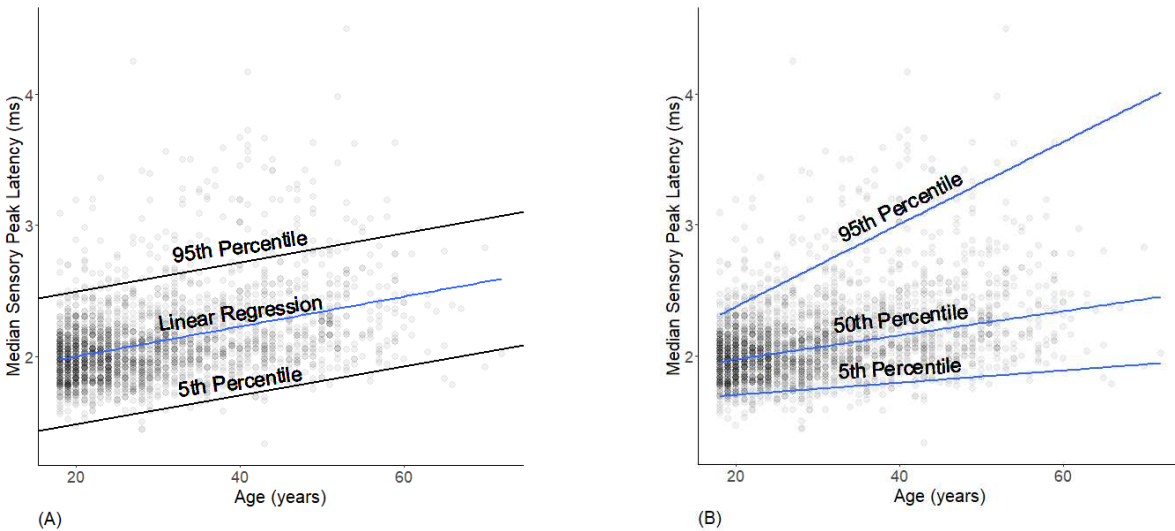 Median Sensory Peak Latency (ms)
4
3
2
95th Percentile
Linear Regression
5th Percentile
20
40
60
Age (years)
(A)
Median Sensory Peak Latency (ms)
4
3
2
95th Percentile
50th Percentile
5th Percentile
20
40
60
Age (years)
(B)